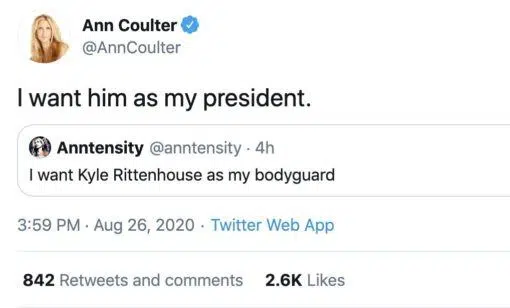 Ann Coulter
@AnnCoulter
I want him as my president.
Anntensity @anntensity · 4h
I want Kyle Rittenhouse as my bodyguard
3:59 PM · Aug 26, 2020 · Twitter Web App
842 Retweets and comments 2.6K Likes